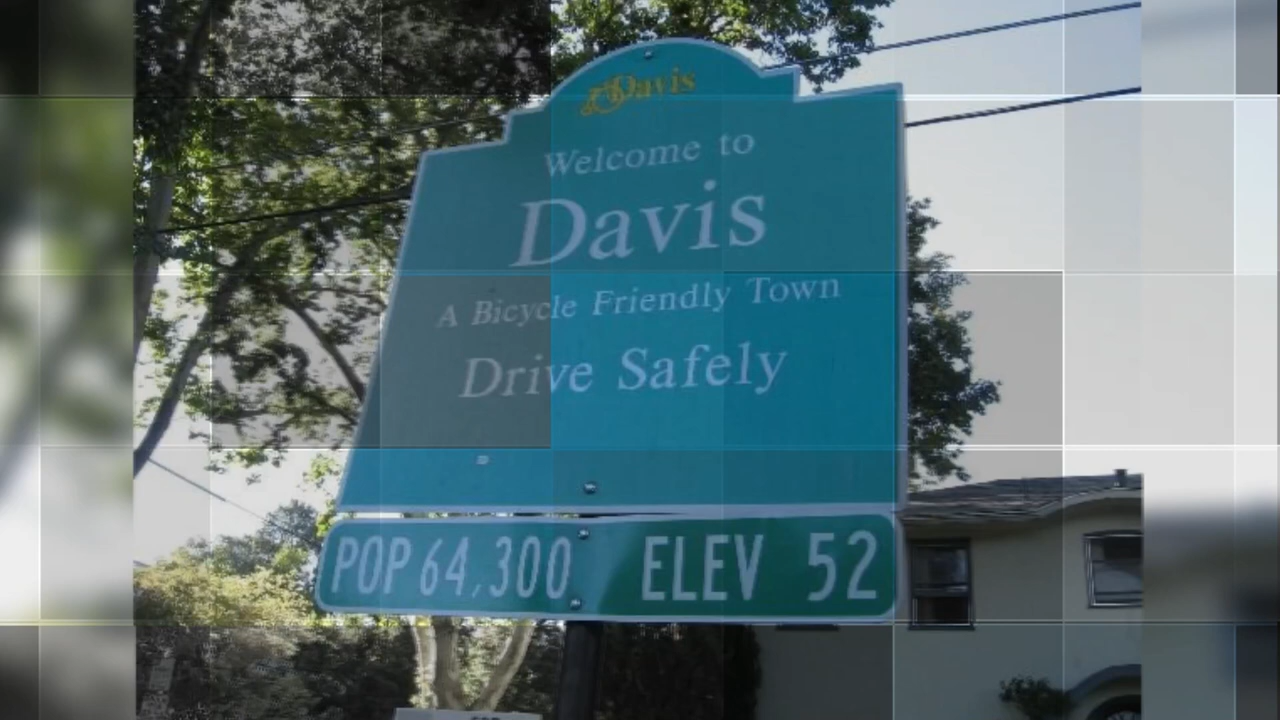 Davis
Welcome to
Davis
A Bicycle Friendly Town
Drive Safely
POP 64,300 ELEV 52